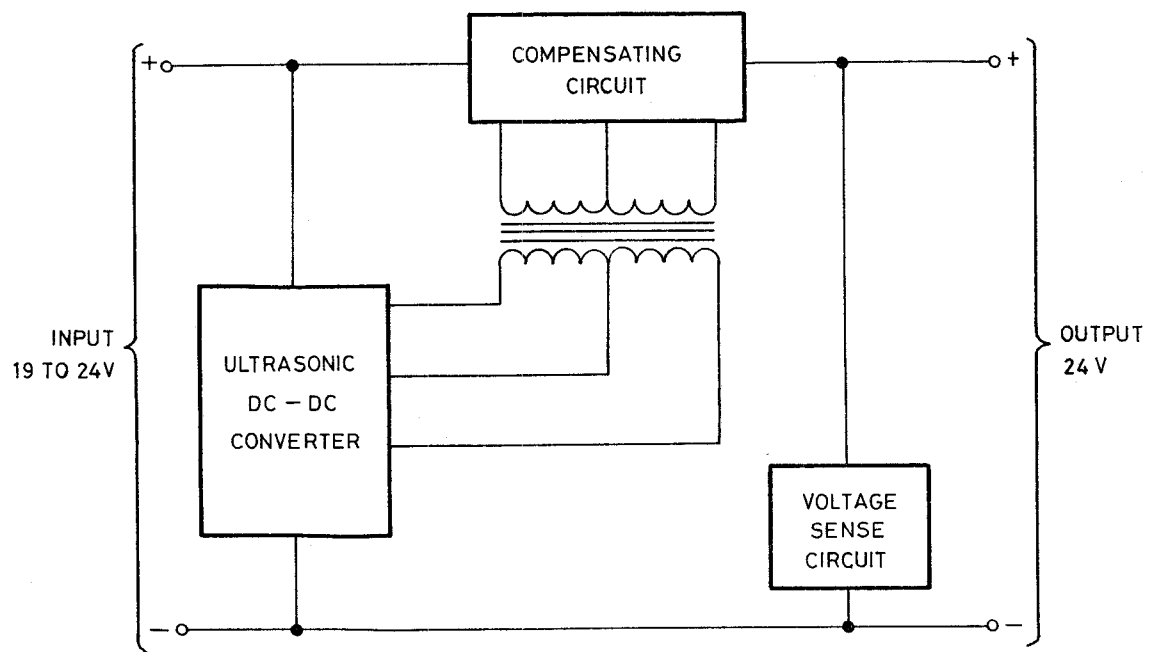 COMPENSATING
CIRCUIT
+
+
INPUT
19 TO 24V
ULTRASONIC
DC – DC
CONVERTER
OUTPUT
24 V
VOLTAGE
SENSE
CIRCUIT
–
–